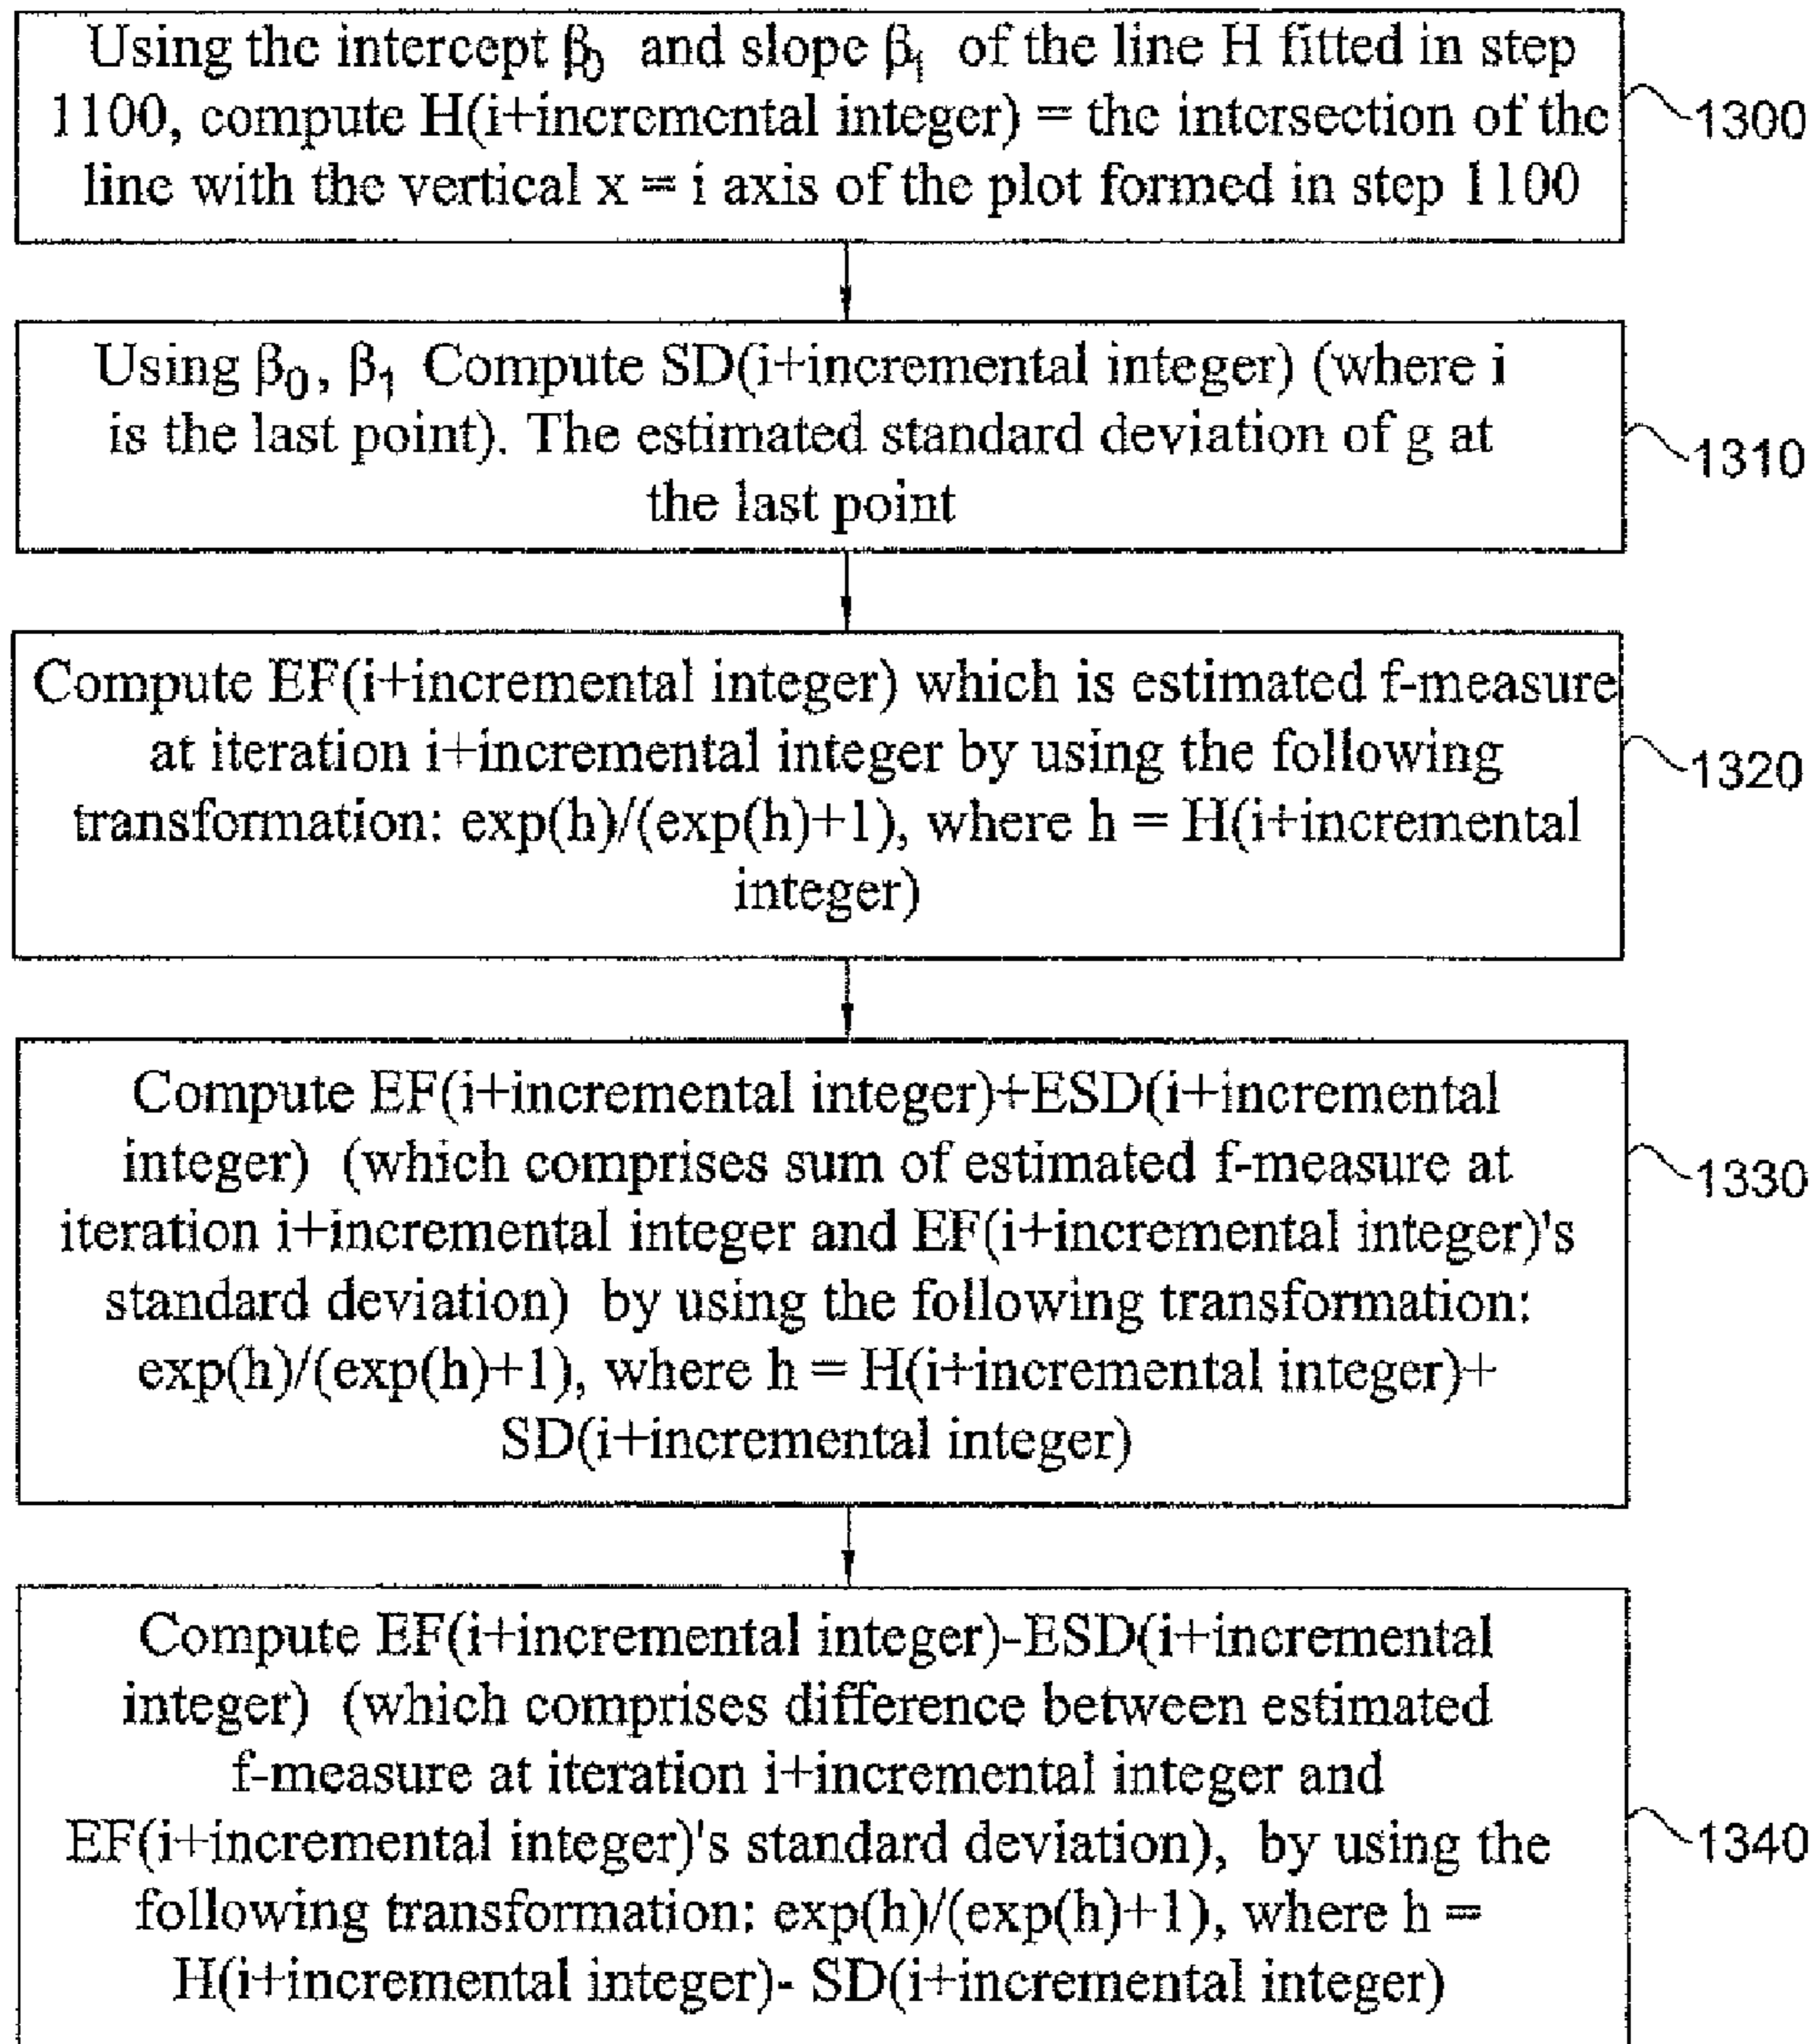 Using the intercept β0 and slope β1 of the line H fitted in step
1100, compute H(i+incremental integer) = the intersection of the
line with the vertical x = i axis of the plot formed in step 1100
1300
Using β0, β1 Compute SD(i+incremental integer) (where i
is the last point). The estimated standard deviation of g at
the last point
1310
Compute EF(i+incremental integer) which is estimated f-measure
at iteration i+incremental integer by using the following
transformation: exp(h)/(exp(h)+1), where h = H(i+incremental
integer)
1320
Compute EF(i+incremental integer)+ESD(i+incremental
integer) (which comprises sum of estimated f-measure at
iteration i+incremental integer and EF(i+incremental integer)'s
standard deviation) by using the following transformation:
exp(h)/(exp(h)+1), where h = H(i+incremental integer)+
SD(i+incremental integer)
1330
Compute EF(i+incremental integer)-ESD(i+incremental
integer) (which comprises difference between estimated
f-measure at iteration i+incremental integer and
EF(i+incremental integer)'s standard deviation), by using the
following transformation: exp(h)/(exp(h)+1), where h =
H(i+incremental integer)- SD(i+incremental integer)
1340